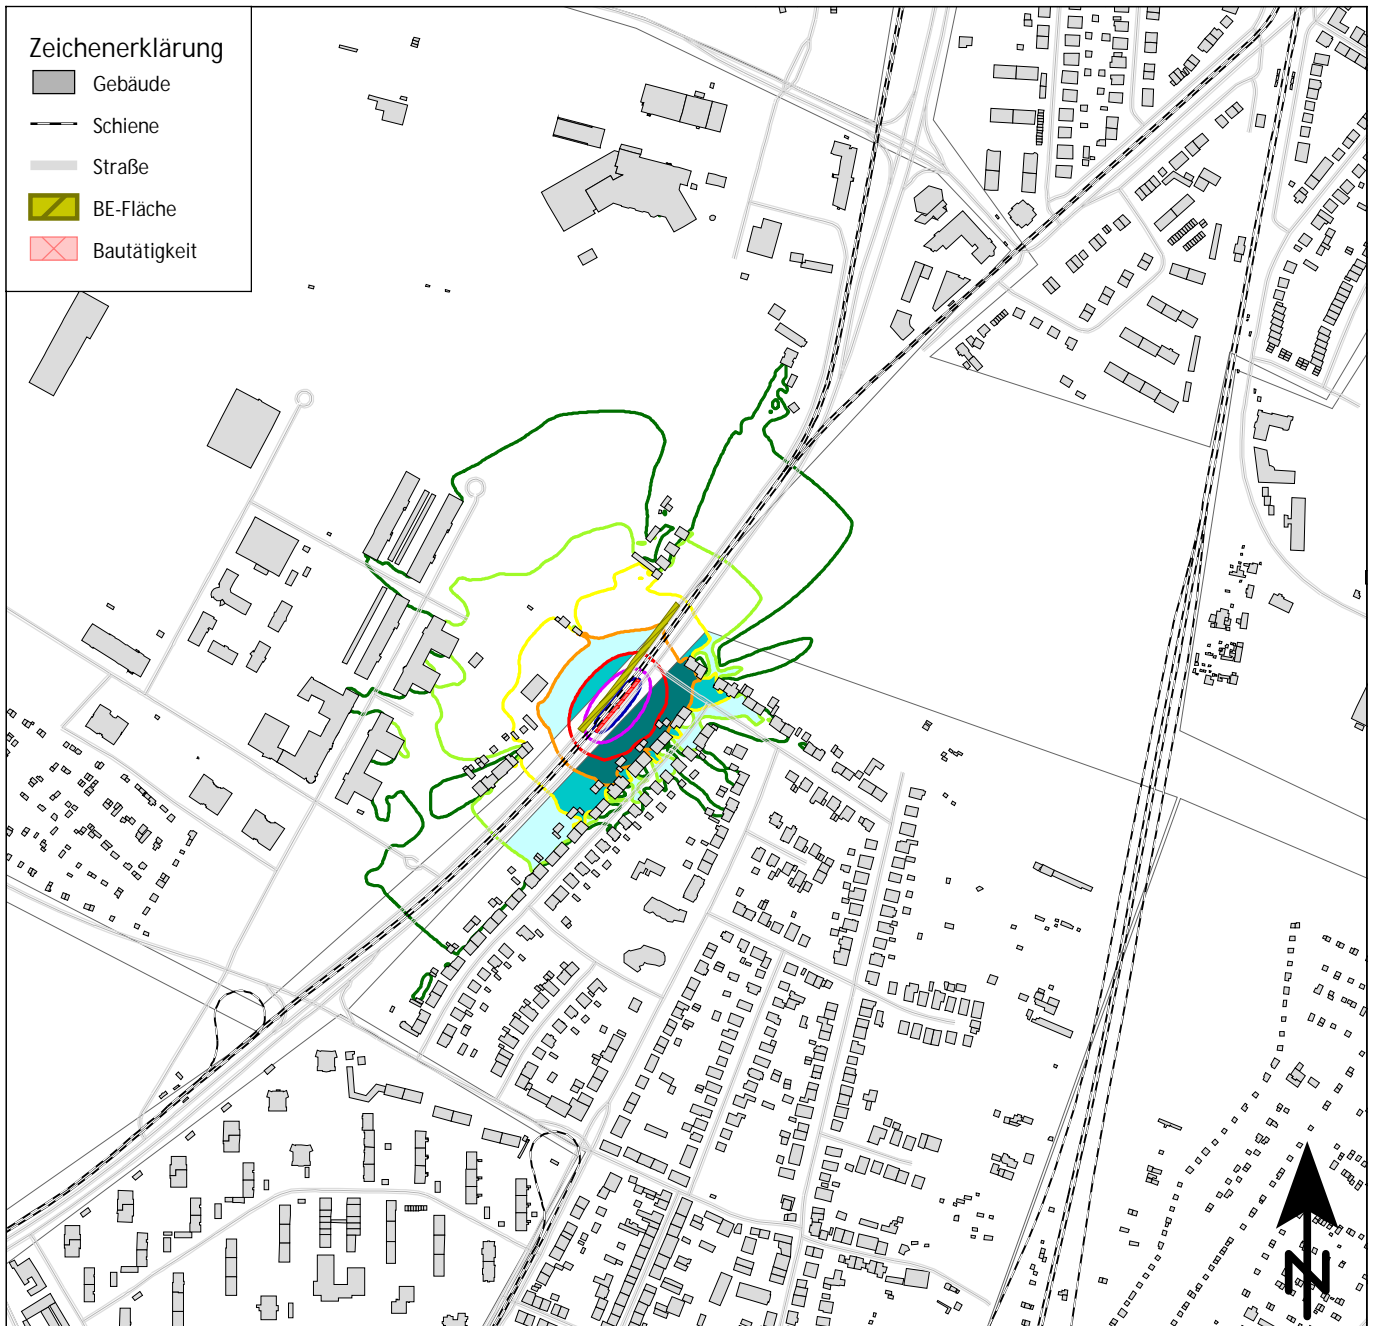 Zeichenerklärung
Gebäude
Schiene
Straße
BE-Fläche
Bautätigkeit
N